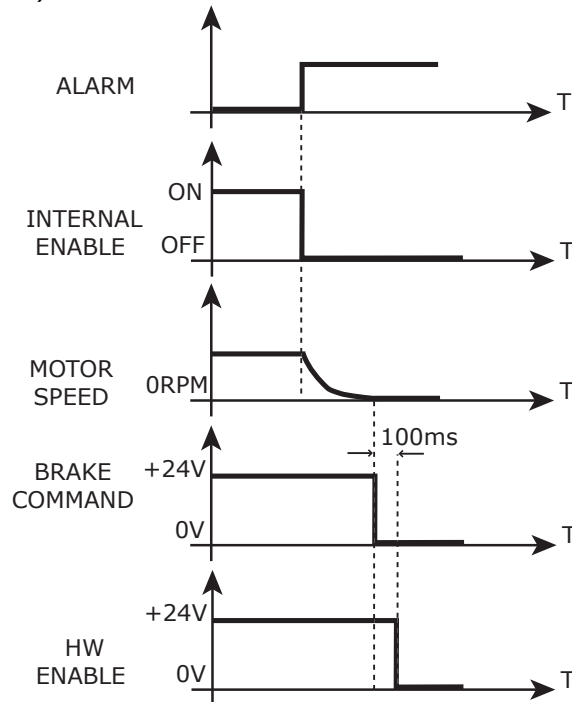 ALARM
T
ON
INTERNAL
ENABLE
OFF
T
MOTOR
SPEED
0RPM
T
100ms
BRAKE
COMMAND
+24V
0V
T
+24V
HW
ENABLE
0V
T